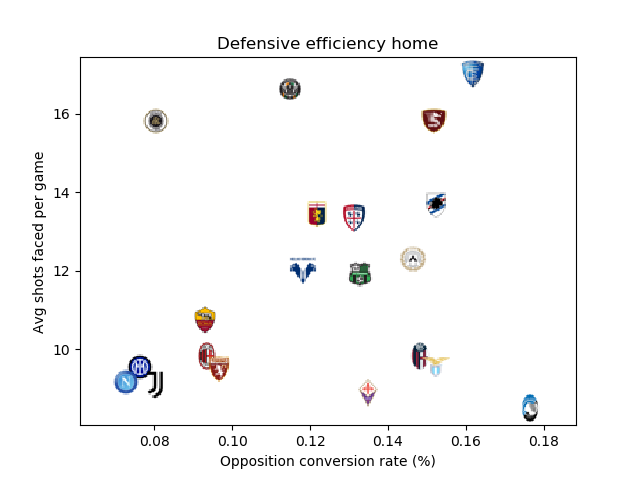 Defensive efficiency home
Avg shots faced per game
16
14
12
10
0.08 0.10 0.12 0.14 0.16 0.18
Opposition conversion rate (%)